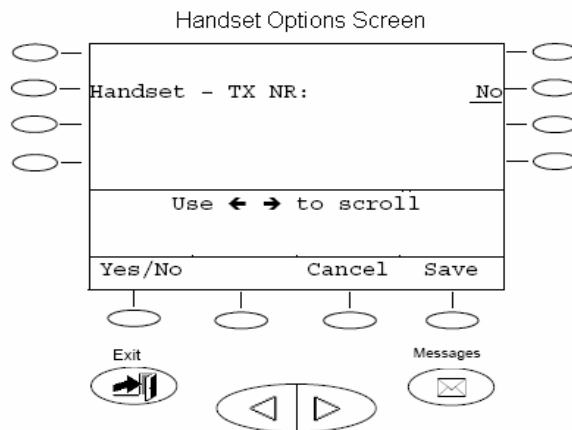 Handset Options Screen
Handset - TX NR: No
Use ← → to scroll
Yes/No Cancel Save
Exit Messages